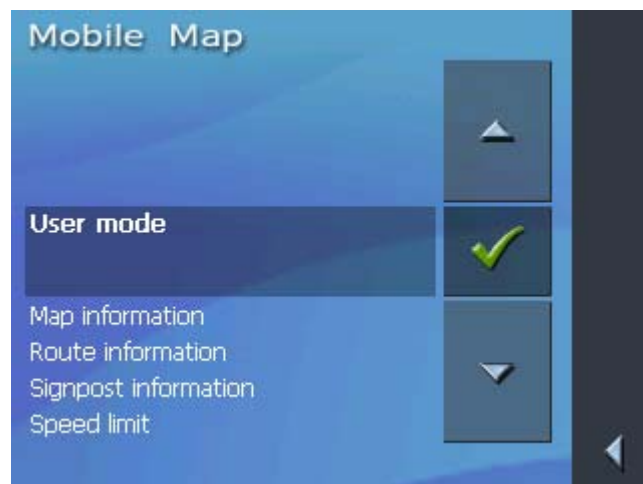 Mobile Map
User mode
Map information
Route information
Signpost information
Speed limit